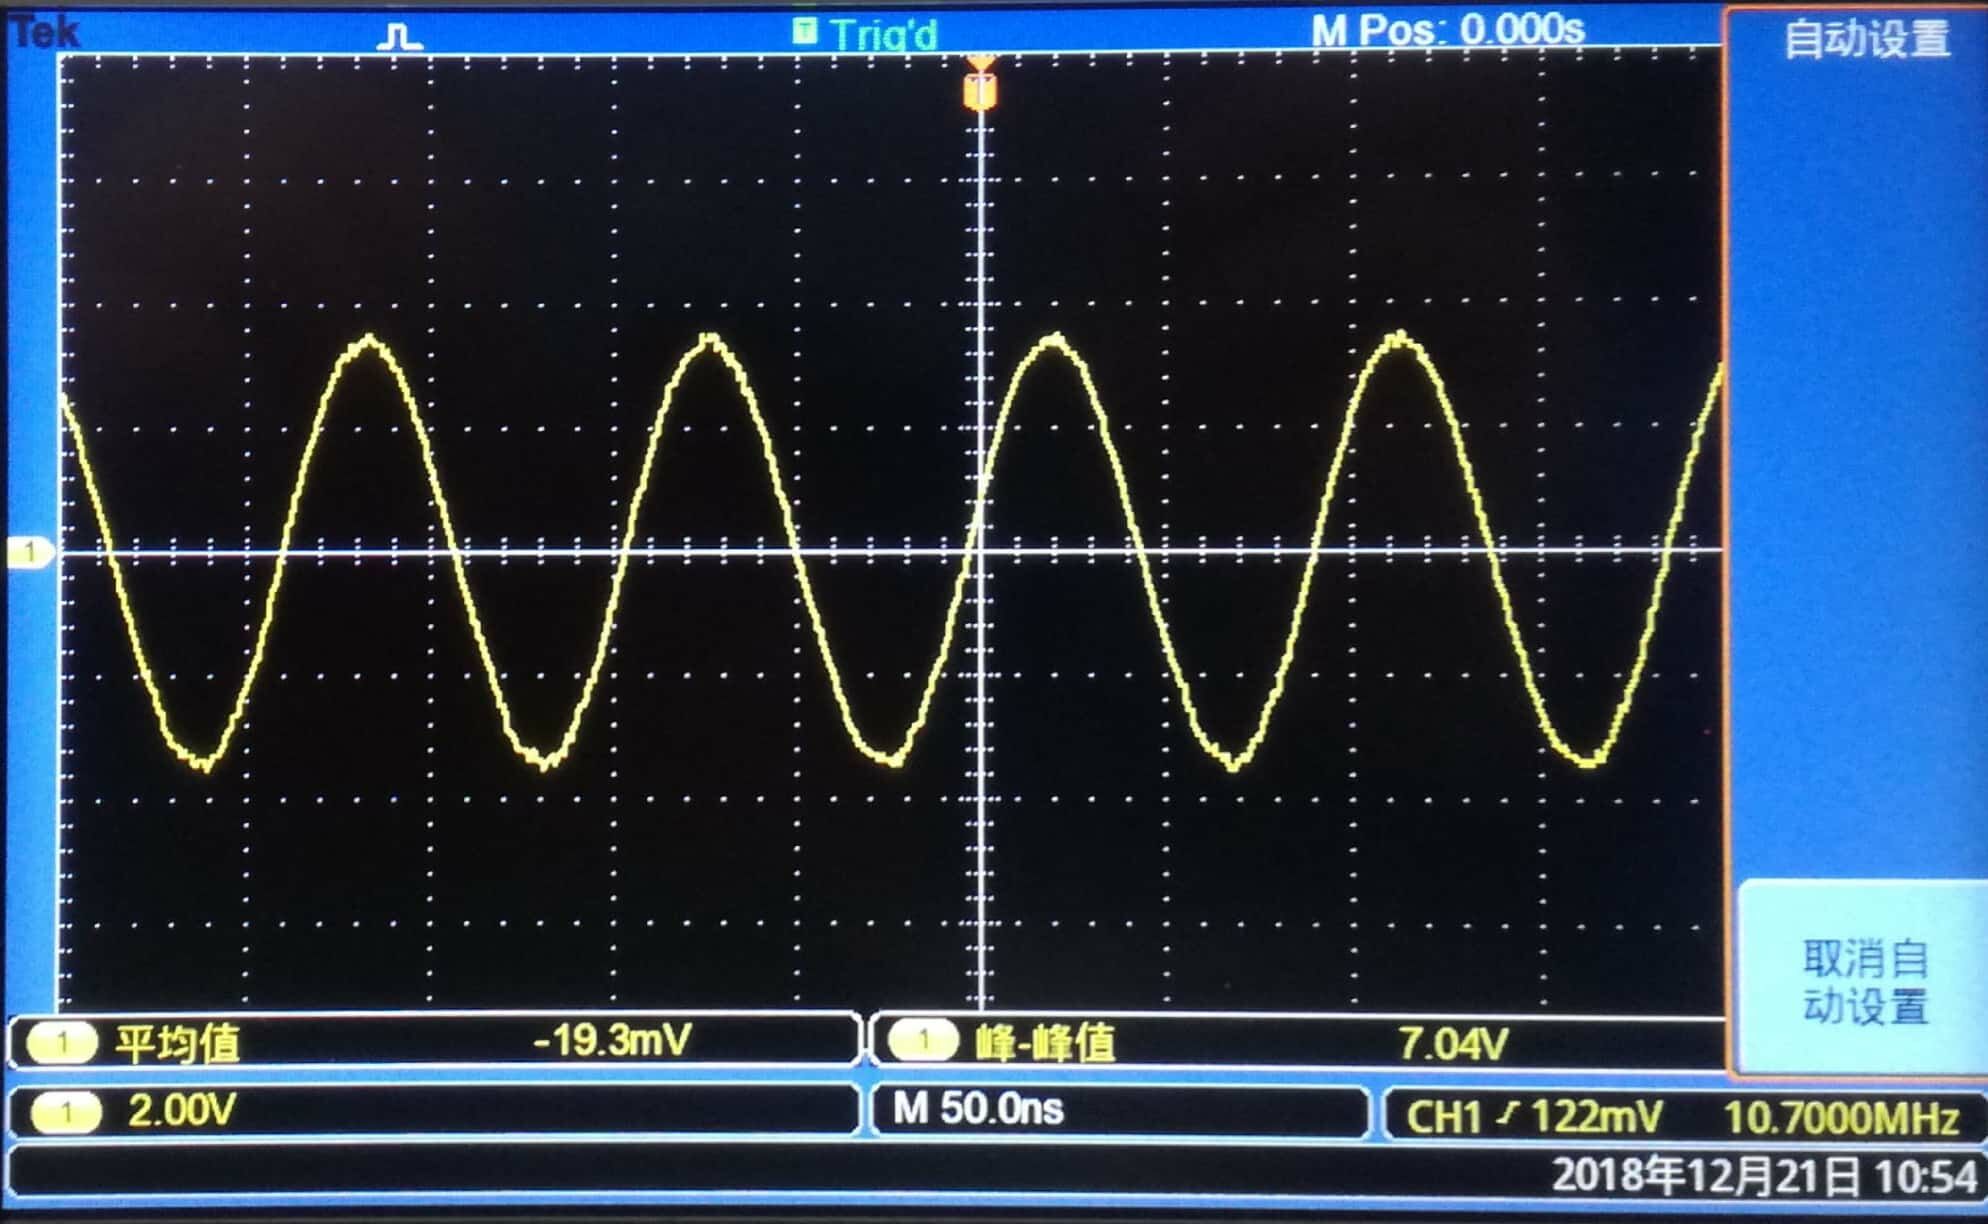 Tek
T Trig'd
M Pos: 0.000s
自动设置
T
1
取消自
动设置
1 平均值 -19.3mV
1 峰-峰值 7.04V
1 2.00V
M 50.0ns
CH1 122mV 10.7000MHz
2018年12月21日 10:54